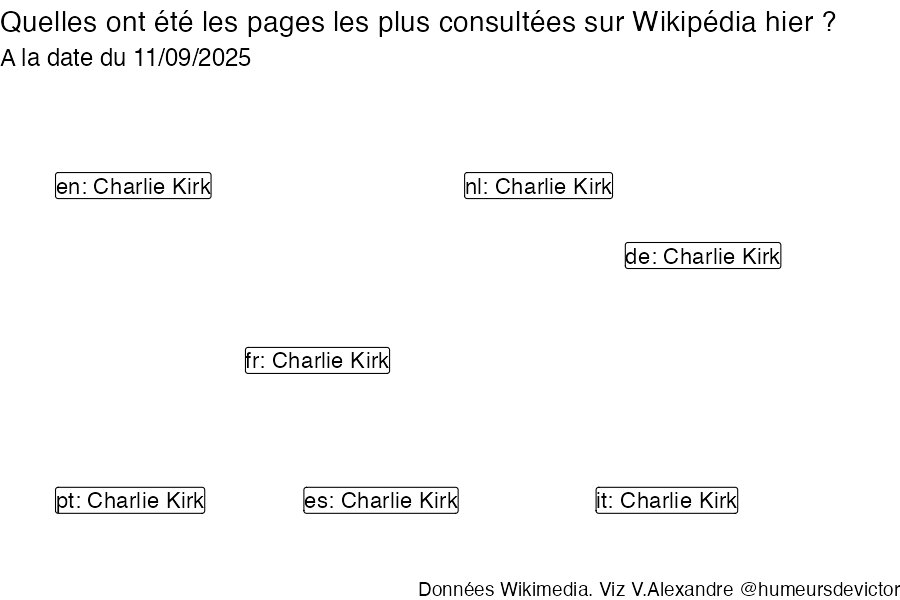 Quelles ont été les pages les plus consultées sur Wikipédia hier ?
A la date du 11/09/2025
en: Charlie Kirk
nl: Charlie Kirk
de: Charlie Kirk
fr: Charlie Kirk
pt: Charlie Kirk
es: Charlie Kirk
it: Charlie Kirk
Données Wikimedia. Viz V.Alexandre @humeursdevictor